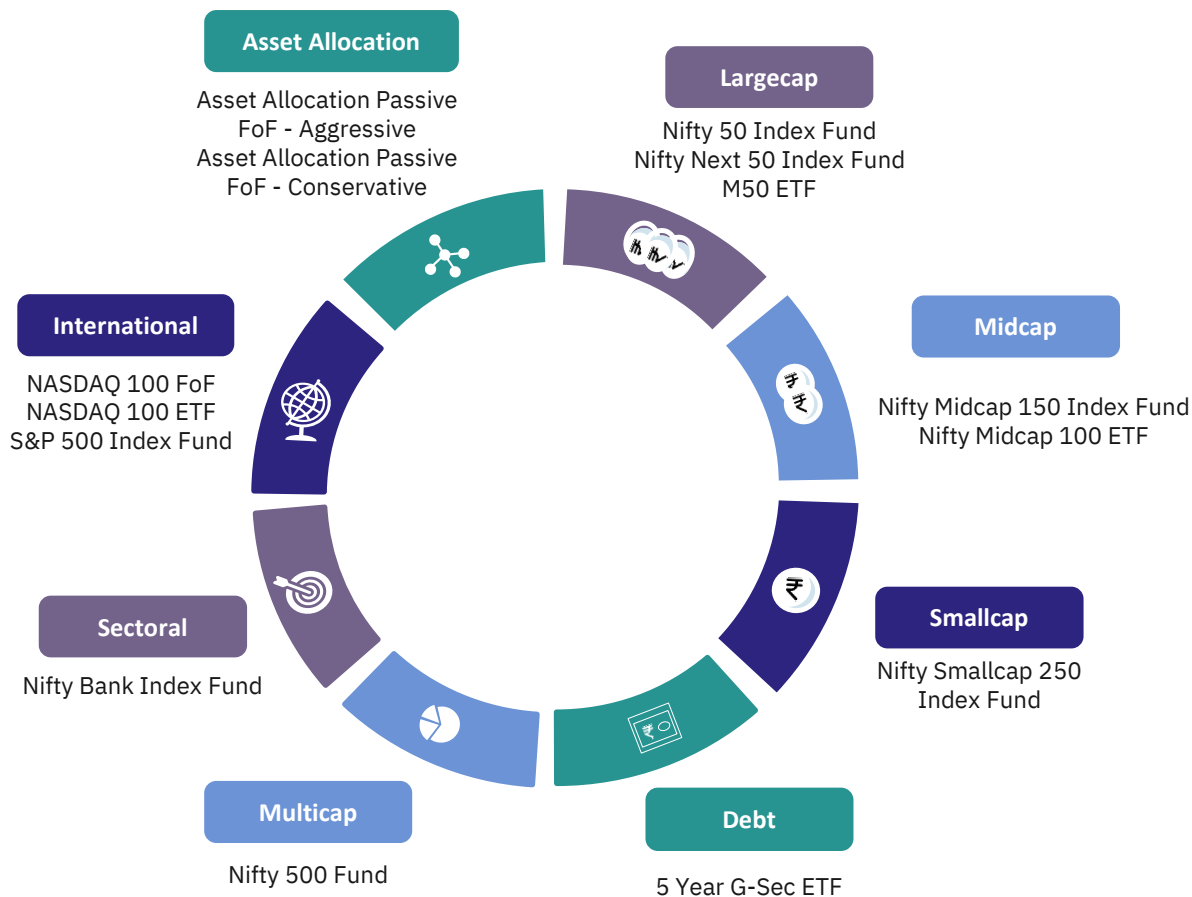 Asset Allocation
Asset Allocation Passive
FoF - Aggressive
Asset Allocation Passive
FoF - Conservative
Largecap
Nifty 50 Index Fund
Nifty Next 50 Index Fund
M50 ETF
Midcap
Nifty Midcap 150 Index Fund
Nifty Midcap 100 ETF
Smallcap
Nifty Smallcap 250
Index Fund
Debt
5 Year G-Sec ETF
Multicap
Nifty 500 Fund
Sectoral
Nifty Bank Index Fund
International
NASDAQ 100 FoF
NASDAQ 100 ETF
S&P 500 Index Fund